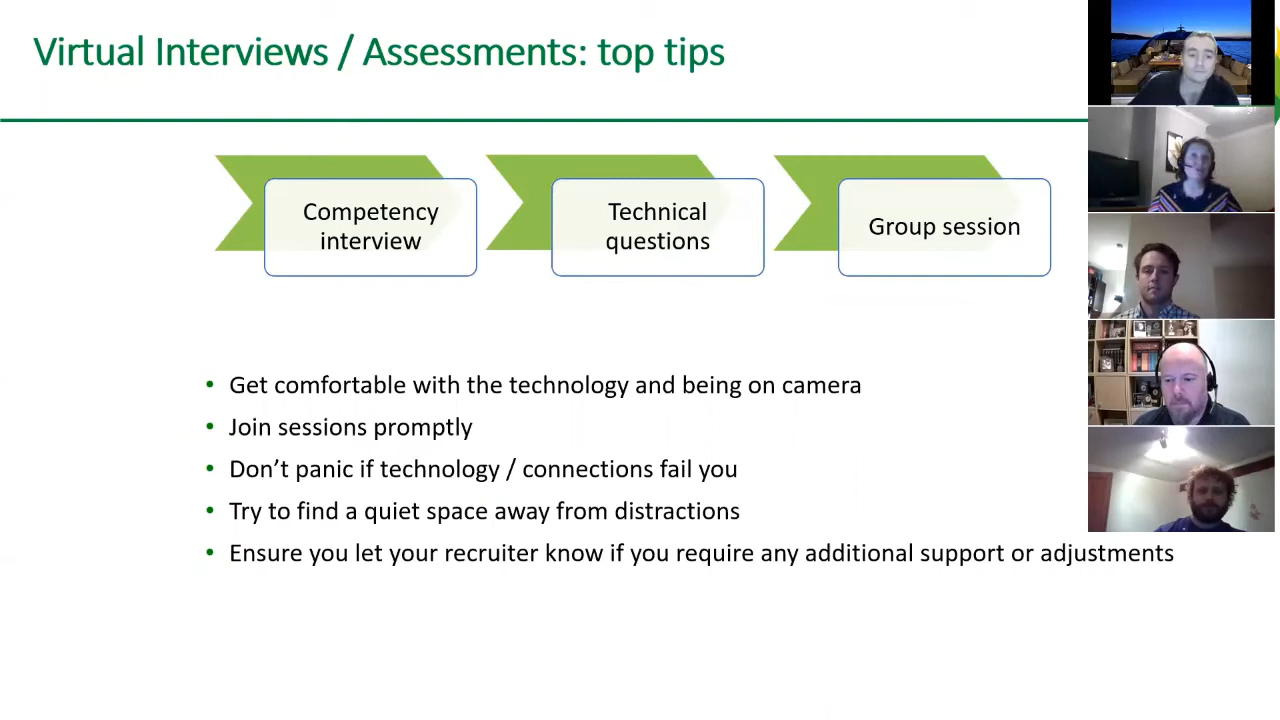 Virtual Interviews / Assessments: top tips
Competency
interview
Technical
questions
Group session
• Get comfortable with the technology and being on camera
• Join sessions promptly
• Don’t panic if technology / connections fail you
• Try to find a quiet space away from distractions
• Ensure you let your recruiter know if you require any additional support or adjustments